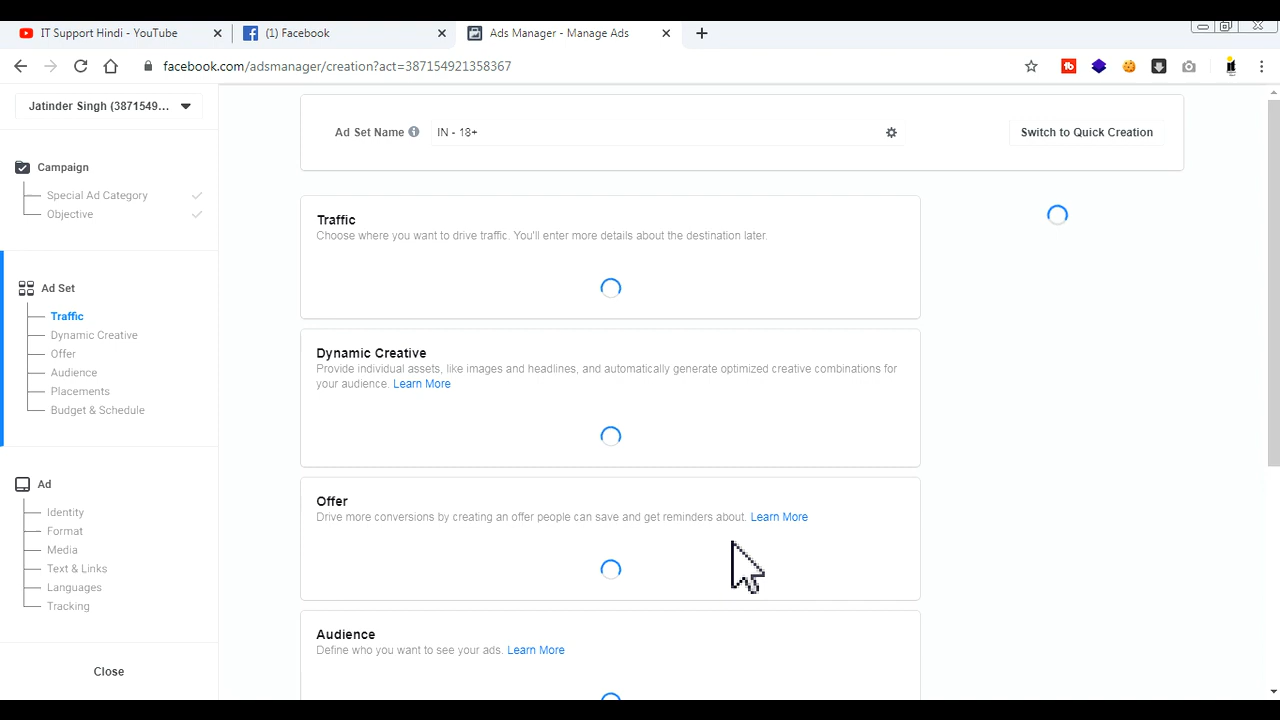 IT Support Hindi - YouTube
(1) Facebook
Ads Manager - Manage Ads
facebook.com/adsmanager/creation?act=387154921358367
Jatinder Singh (3871549...
Campaign
Special Ad Category
Objective
Ad Set
Traffic
Dynamic Creative
Offer
Audience
Placements
Budget & Schedule
Ad
Identity
Format
Media
Text & Links
Languages
Tracking
Close
Ad Set Name IN - 18+
Switch to Quick Creation
Traffic
Choose where you want to drive traffic. You'll enter more details about the destination later.
Dynamic Creative
Provide individual assets, like images and headlines, and automatically generate optimized creative combinations for
your audience. Learn More
Offer
Drive more conversions by creating an offer people can save and get reminders about. Learn More
Audience
Define who you want to see your ads. Learn More